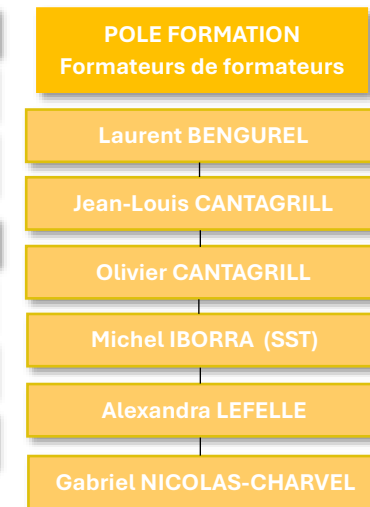 POLE FORMATION
Formateurs de formateurs
Laurent BENGUREL
Jean-Louis CANTAGRILL
Olivier CANTAGRILL
Michel IBORRA (SST)
Alexandra LEFELLE
Gabriel NICOLAS-CHARVEL